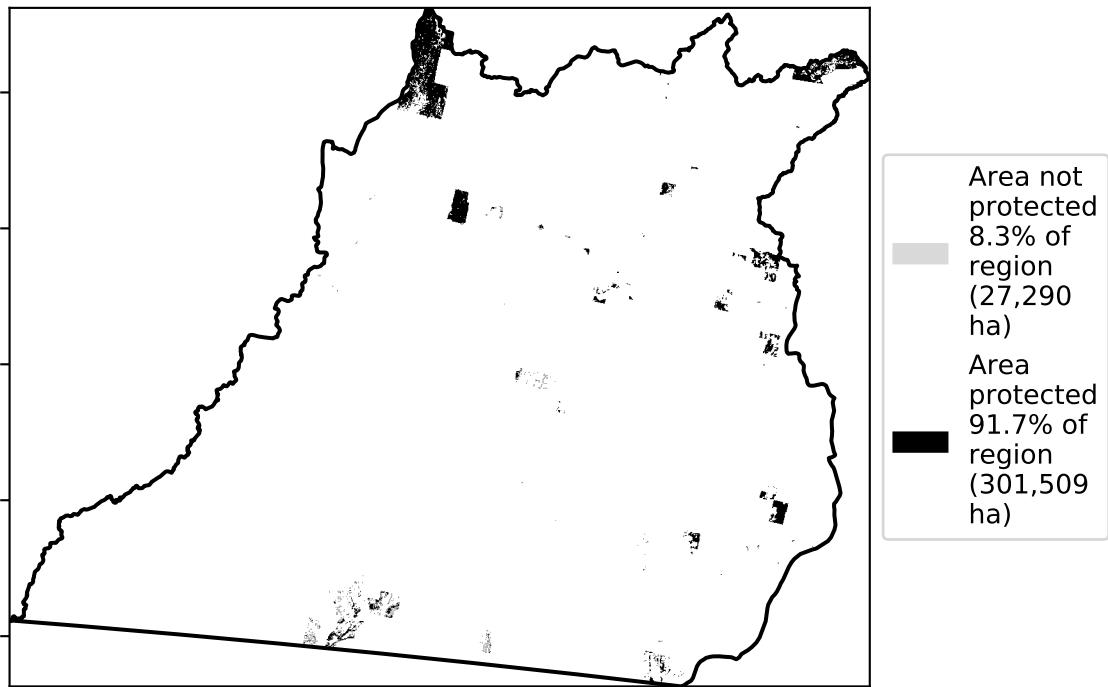 Area not
protected
8.3% of
region
(27,290
ha)
Area
protected
91.7% of
region
(301,509
ha)